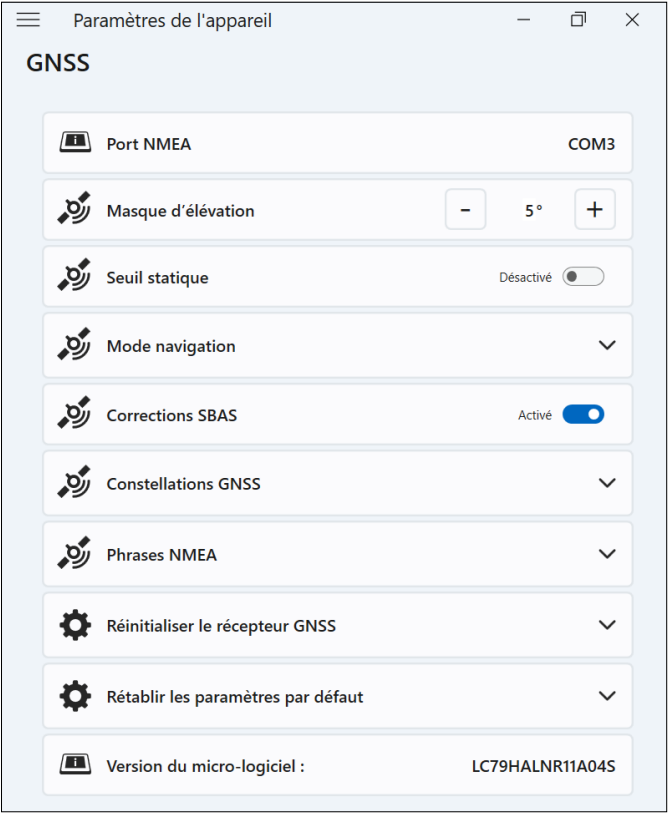 Paramètres de l'appareil
GNSS
Port NMEA COM3
Masque d’élévation - 5° +
Seuil statique Désactivé
Mode navigation
Corrections SBAS Activé
Constellations GNSS
Phrases NMEA
Réinitialiser le récepteur GNSS
Rétablir les paramètres par défaut
Version du micro-logiciel : LC79HALNR11A04S